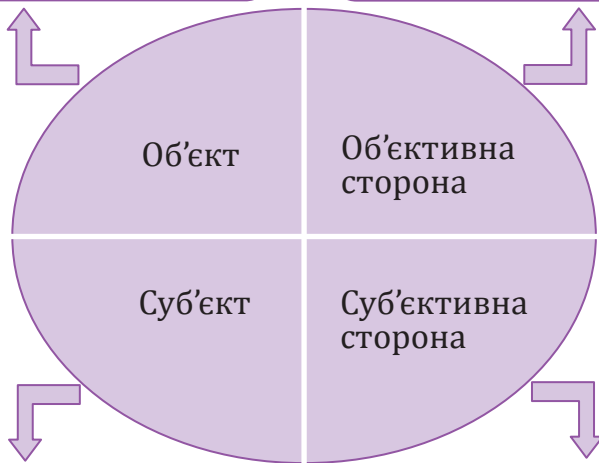 Об’єкт
Об’єктивна
сторона
Суб’єкт
Суб’єктивна
сторона